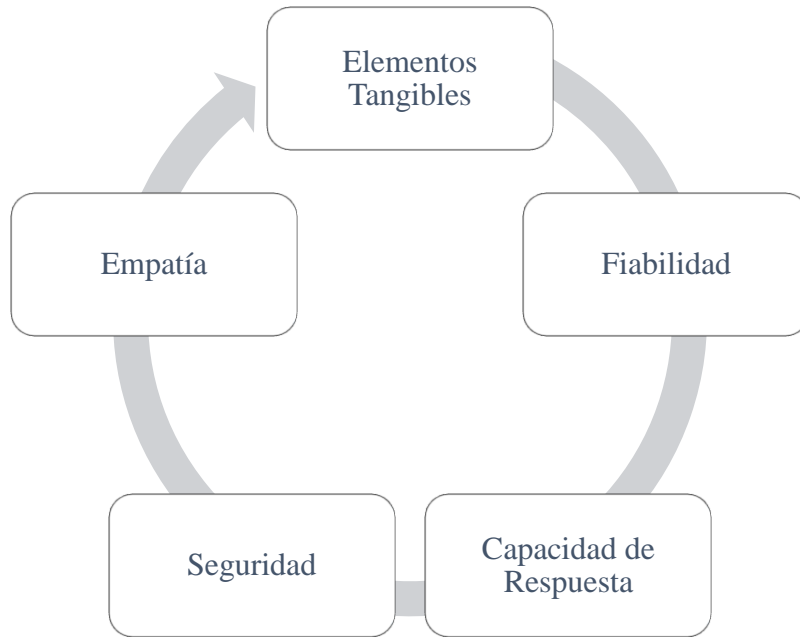 Elementos
Tangibles
Fiabilidad
Capacidad de
Respuesta
Seguridad
Empatía